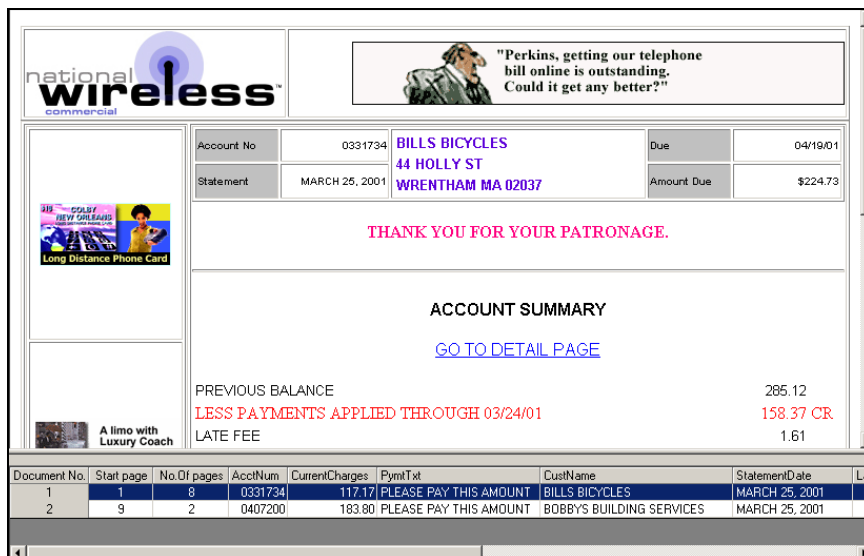 national
wireless™
commercial
"Perkins, getting our telephone
bill online is outstanding.
Could it get any better?"
Account No 0331734 BILLS BICYCLES Due 04/19/01
44 HOLLY ST
Statement MARCH 25, 2001 WRENTHAM MA 02037 Amount Due $224.73
COLBY
NEW ORLEANS
Long Distance Phone Card
THANK YOU FOR YOUR PATRONAGE.
ACCOUNT SUMMARY
GO TO DETAIL PAGE
PREVIOUS BALANCE 285.12
LESS PAYMENTS APPLIED THROUGH 03/24/01 158.37 CR
LATE FEE 1.61
A limo with
Luxury Coach
Document No. Start page No.Of pages AcctNum CurrentCharges PymtTxt CustName StatementDate
1 1 8 0331734 117.17 PLEASE PAY THIS AMOUNT BILLS BICYCLES MARCH 25, 2001
2 9 2 0407200 183.80 PLEASE PAY THIS AMOUNT BOBBYS BUILDING SERVICES MARCH 25, 2001